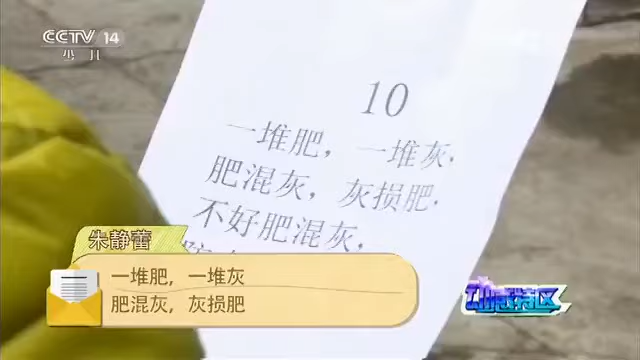 CCTV 14
少儿
10
一堆肥，一堆灰，
肥混灰，灰损肥，
不好肥混灰，
朱静蕾
一堆肥，一堆灰
肥混灰，灰损肥
动感特区